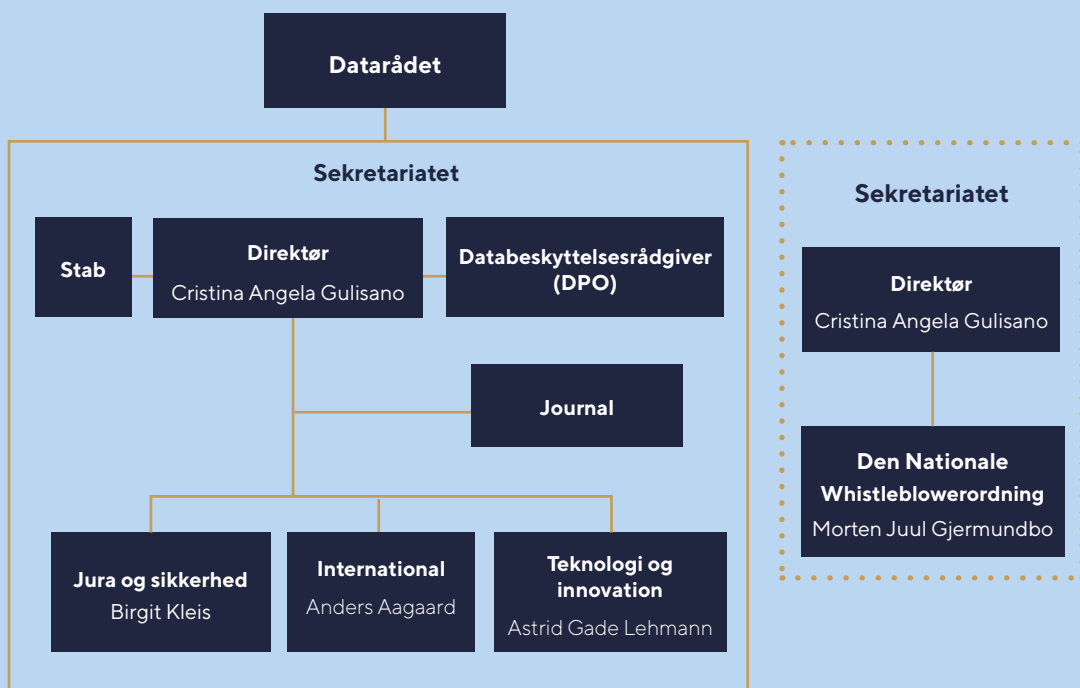 Datarådet
Sekretariatet
Stab
Direktør
Cristina Angela Gulisano
Databeskyttelsesrådgiver
(DPO)
Journal
Jura og sikkerhed
Birgit Kleis
International
Anders Aagaard
Teknologi og
innovation
Astrid Gade Lehmann
Sekretariatet
Direktør
Cristina Angela Gulisano
Den Nationale
Whistleblowerordning
Morten Juul Gjermundbo